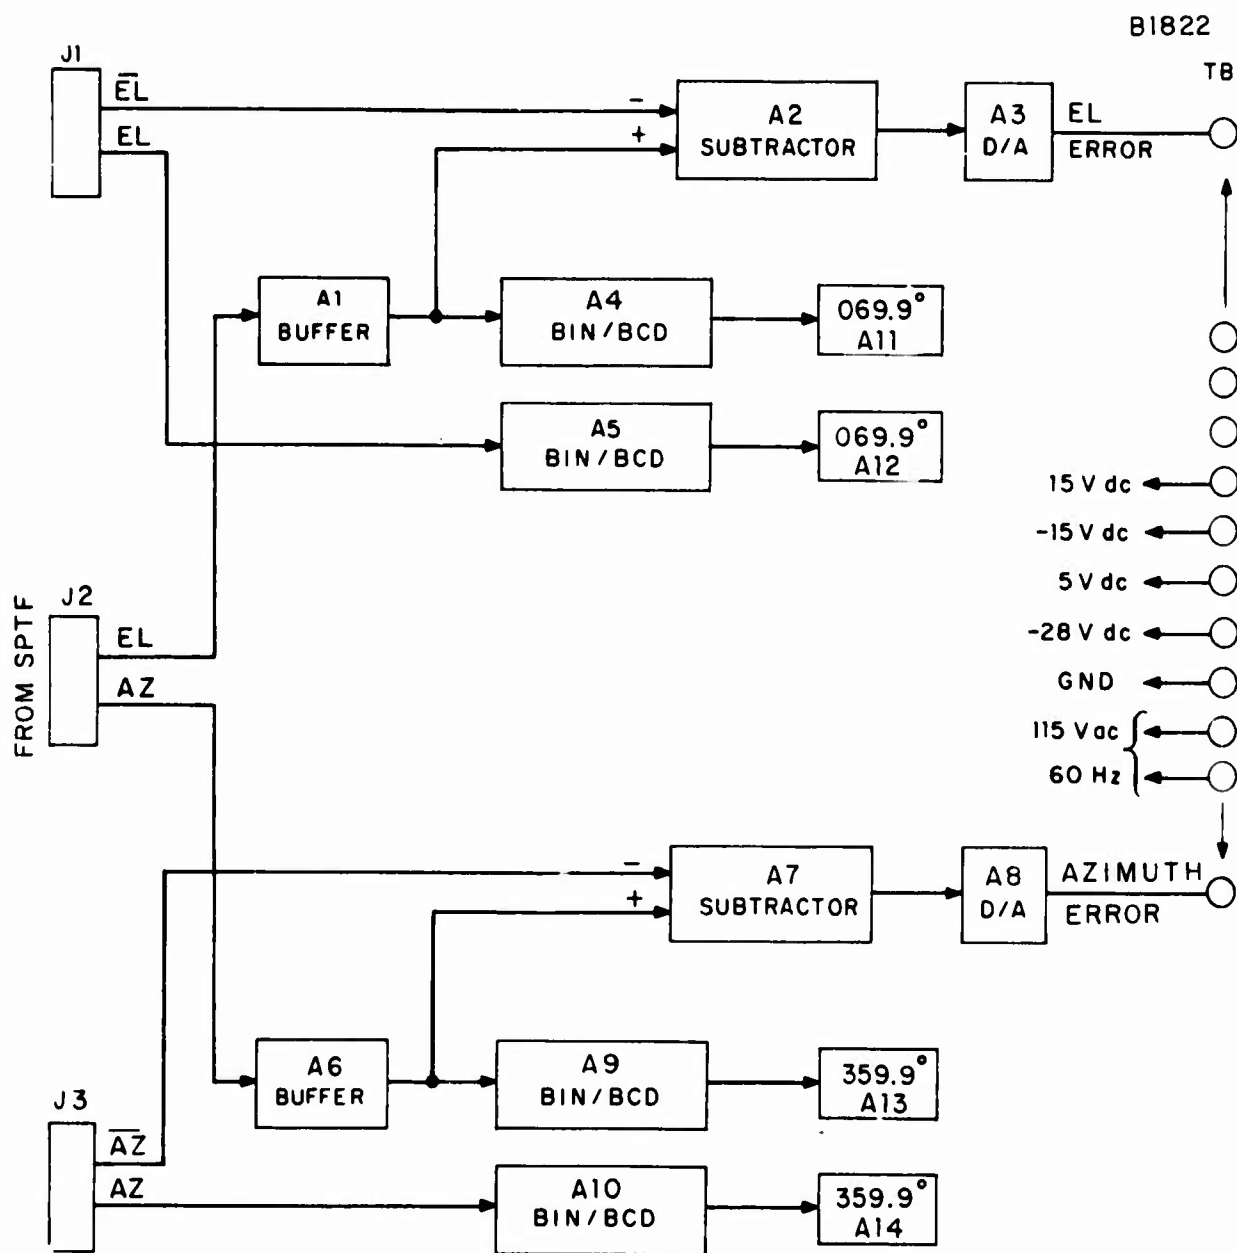 B1822
TB
J1
E̅L̅
EL
-
+
A2
SUBTRACTOR
A3
D/A
EL
ERROR
A1
BUFFER
A4
BIN/BCD
069.9°
A11
A5
BIN/BCD
069.9°
A12
15 V dc
-15 V dc
5 V dc
-28 V dc
GND
115 Vac
60 Hz
FROM SPTF
J2
EL
AZ
-
+
A7
SUBTRACTOR
A8
D/A
AZIMUTH
ERROR
A6
BUFFER
A9
BIN/BCD
359.9°
A13
J3
A̅Z̅
AZ
A10
BIN/BCD
359.9°
A14